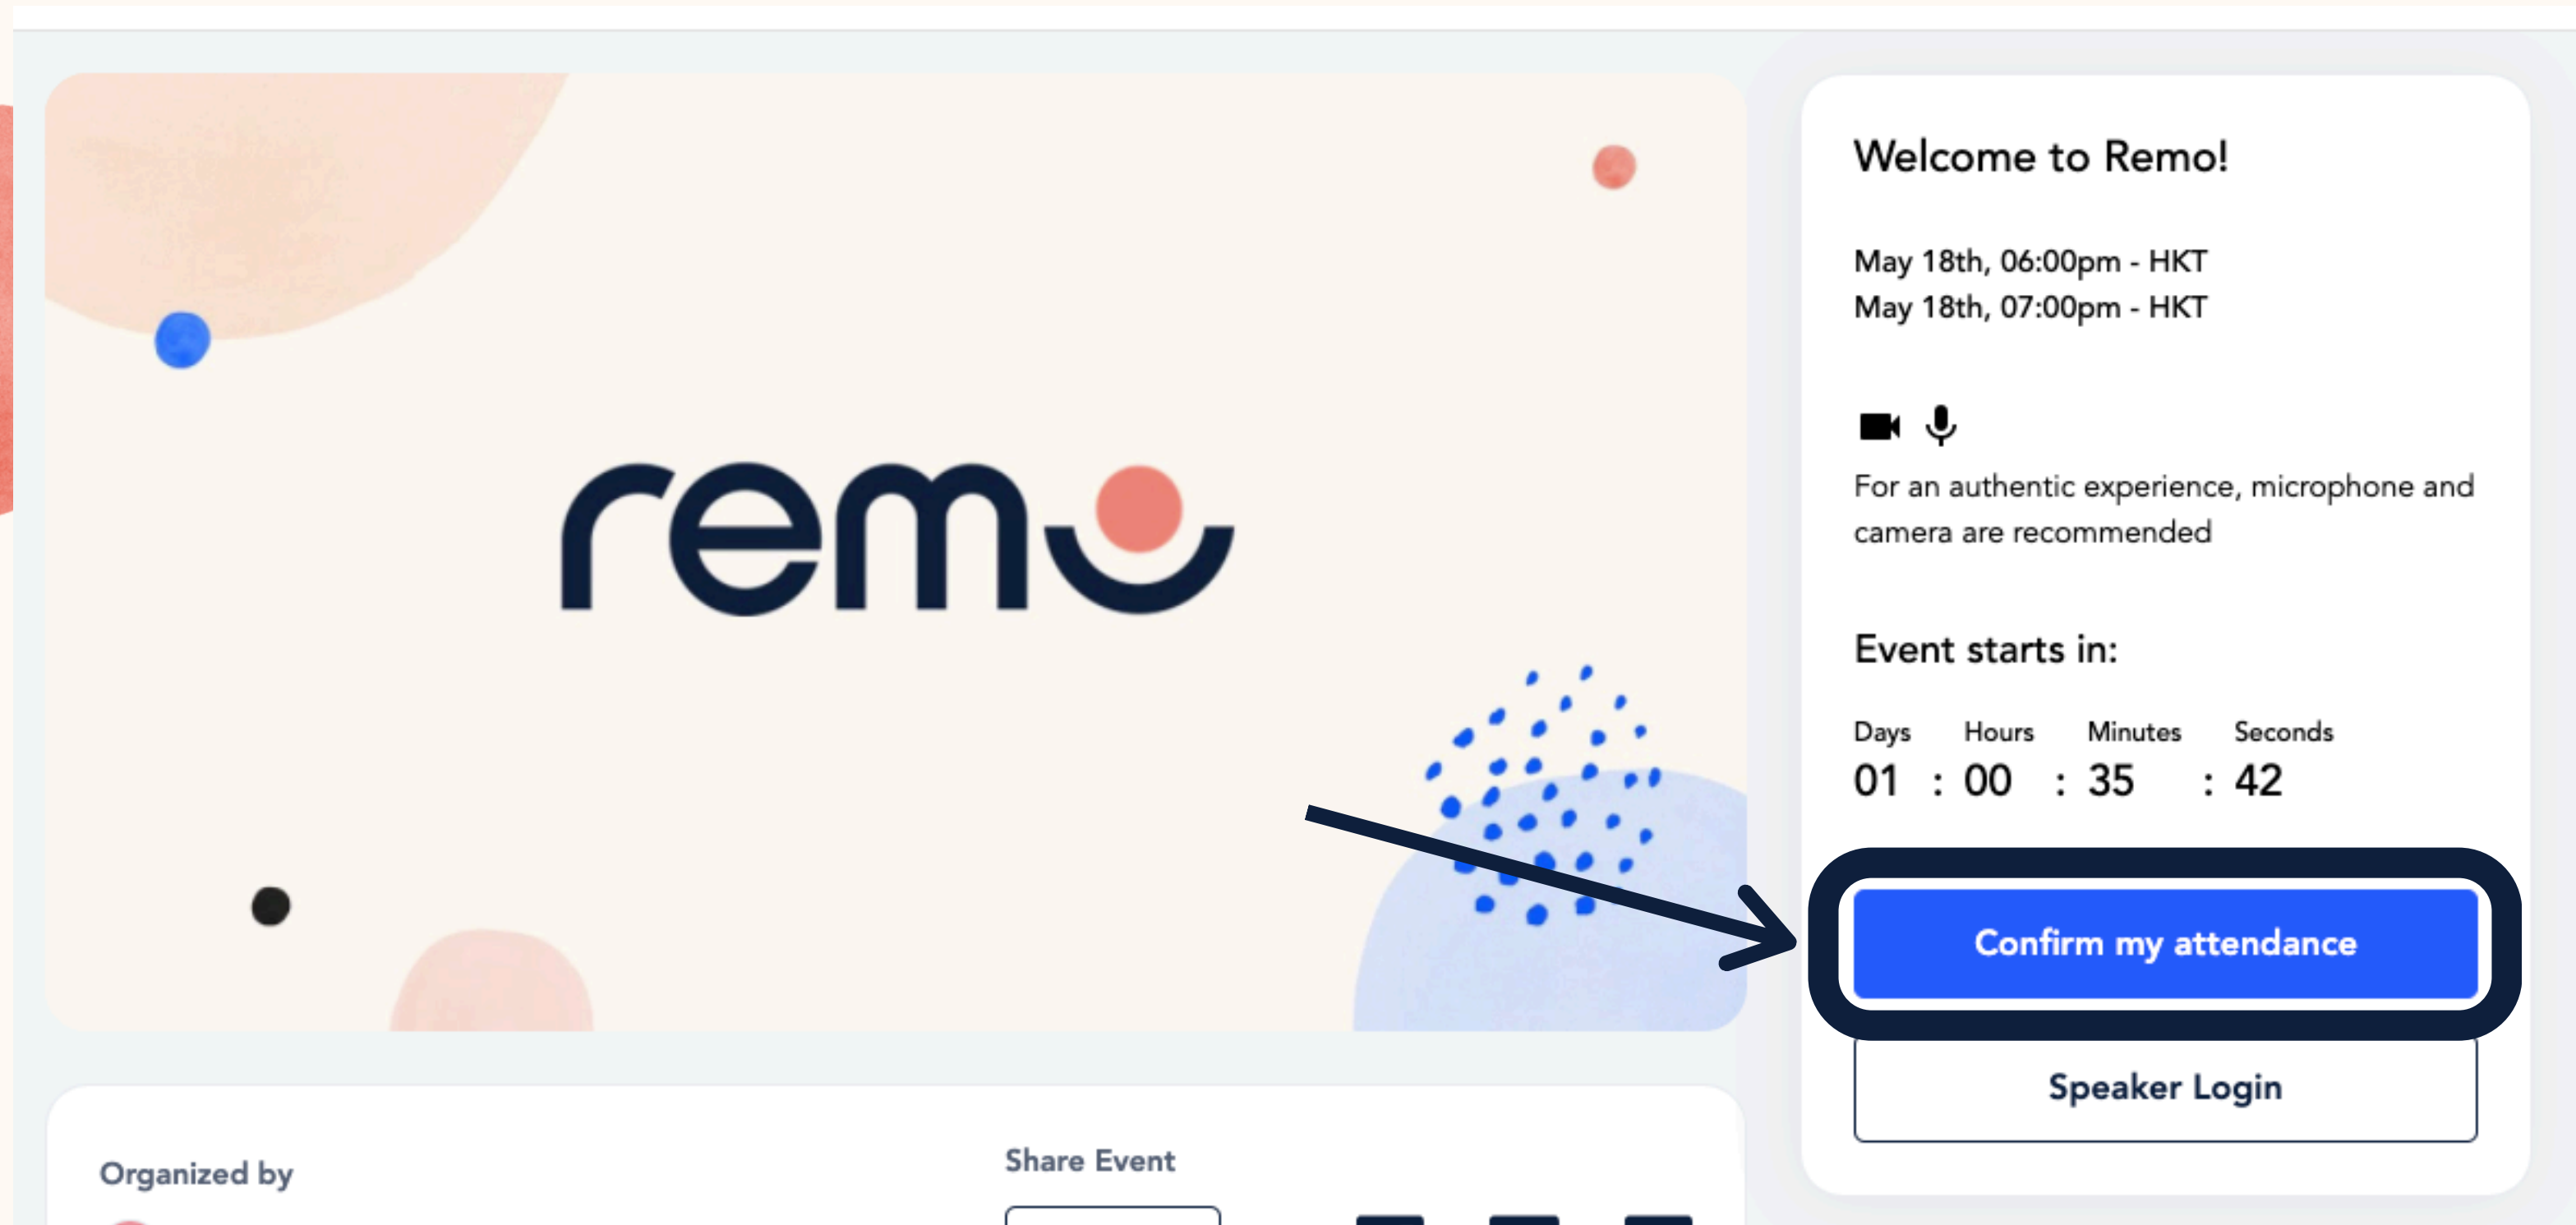 remo
Welcome to Remo!
May 18th, 06:00pm - HKT
May 18th, 07:00pm - HKT
For an authentic experience, microphone and
camera are recommended
Event starts in:
Days Hours Minutes Seconds
01 : 00 : 35 : 42
Confirm my attendance
Speaker Login
Organized by
Share Event